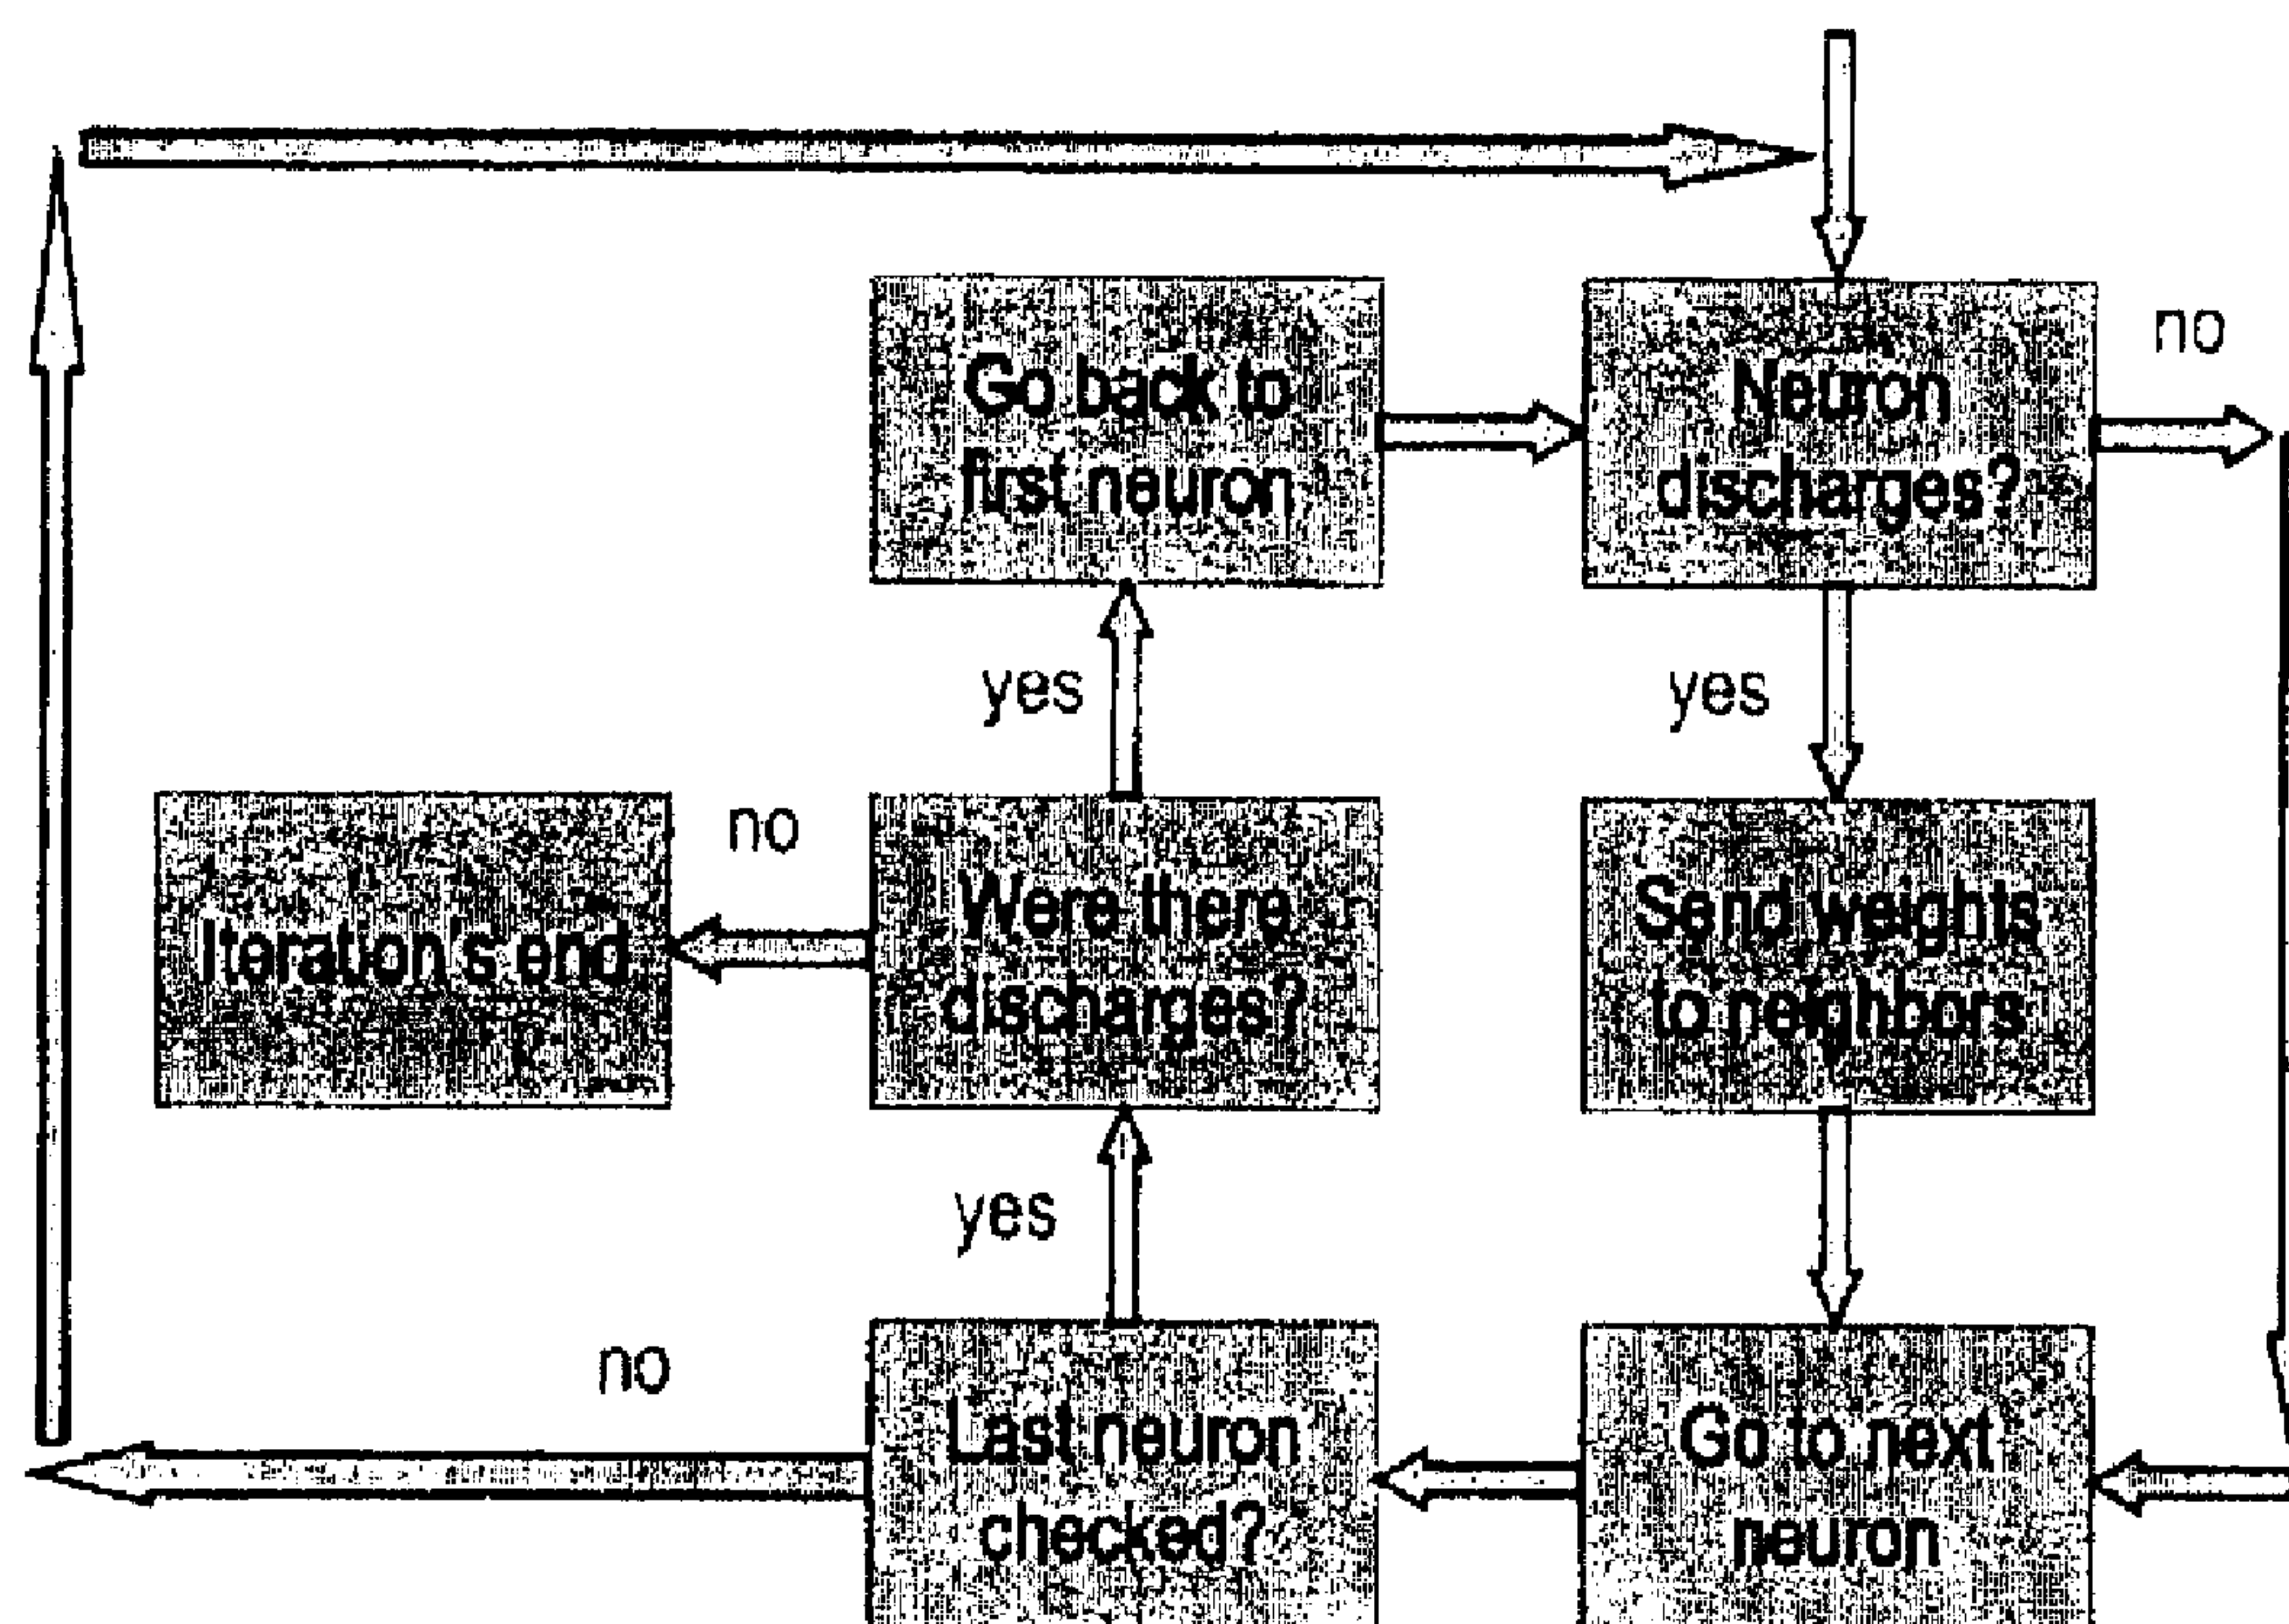 Go back to
first neuron
Neuron
discharges?
no
yes
yes
Iteration's end
no
Were there
discharges?
Send weights
to neighbors
yes
no
Last neuron
checked?
Go to next
neuron